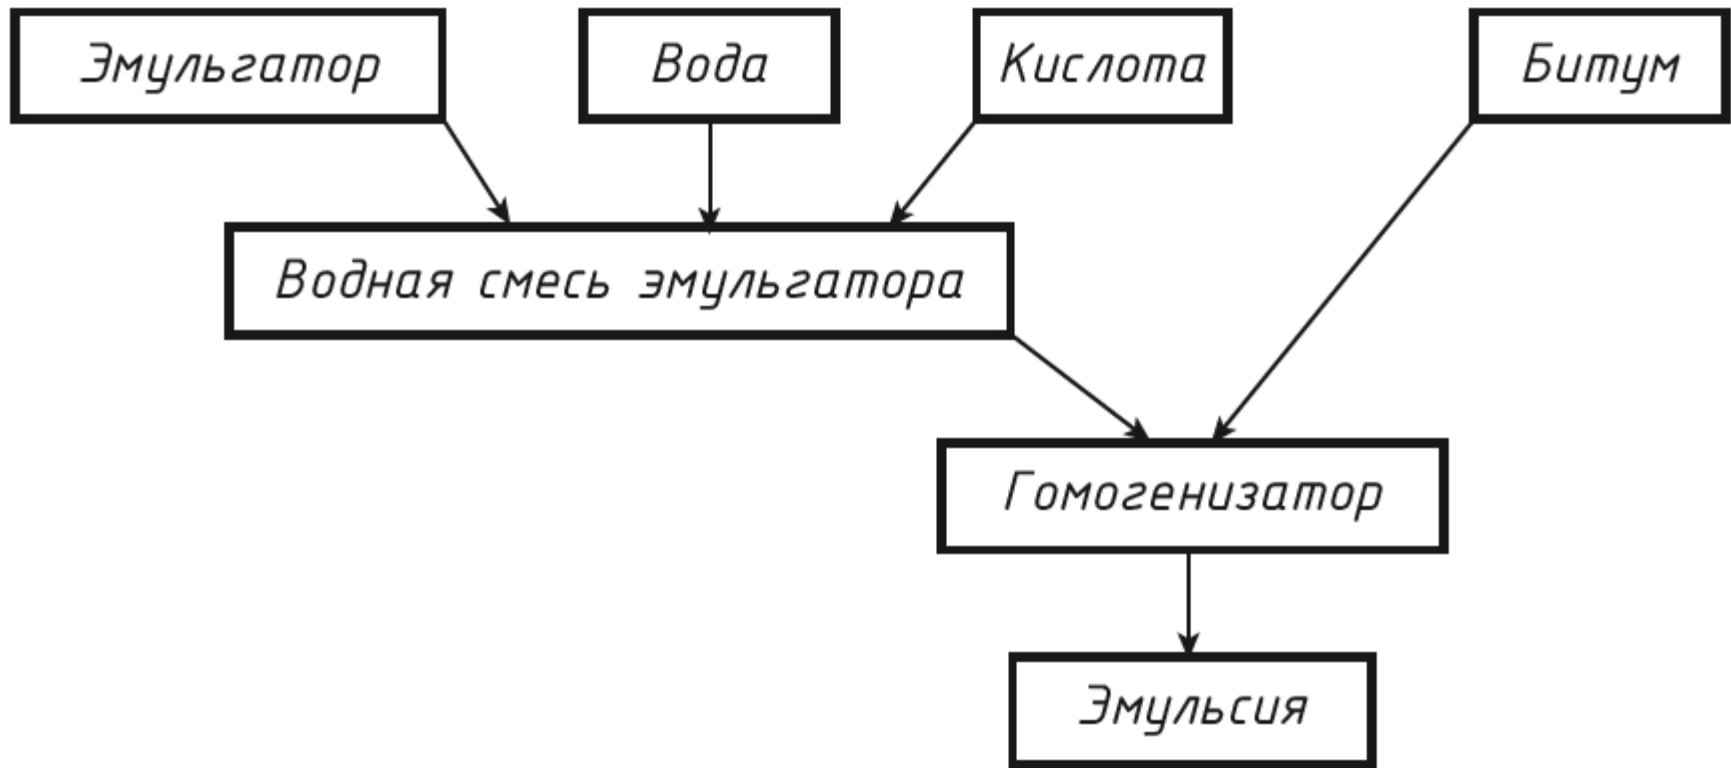 Эмульгатор
Вода
Кислота
Битум
Водная смесь эмульгатора
Гомогенизатор
Эмульсия